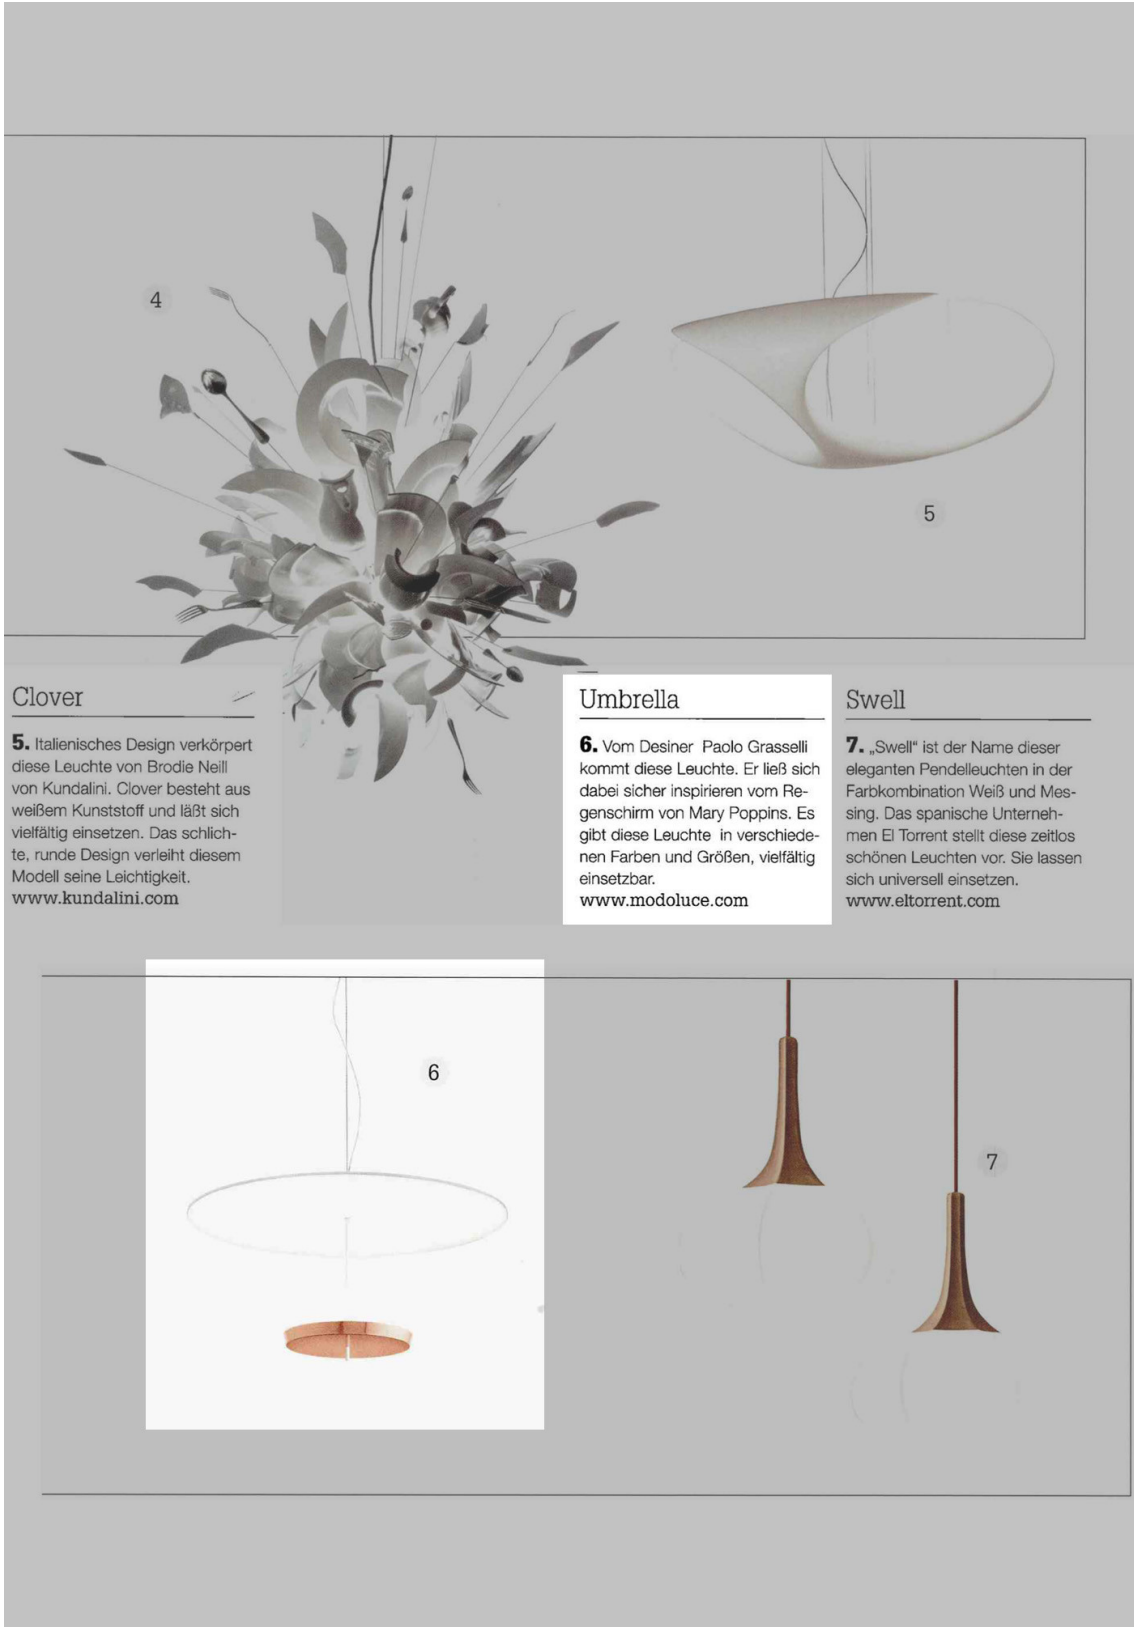 4
5
Clover
5. Italienisches Design verkörpert
diese Leuchte von Brodie Neill
von Kundalini. Clover besteht aus
weißem Kunststoff und läßt sich
vielfältig einsetzen. Das schlich-
te, runde Design verleiht diesem
Modell seine Leichtigkeit.
www.kundalini.com
Umbrella
6. Vom Desiner Paolo Grasselli
kommt diese Leuchte. Er ließ sich
dabei sicher inspirieren vom Re-
genschirm von Mary Poppins. Es
gibt diese Leuchte in verschiede-
nen Farben und Größen, vielfältig
einsetzbar.
www.modoluce.com
Swell
7. „Swell“ ist der Name dieser
eleganten Pendelleuchten in der
Farbkombination Weiß und Mes-
sing. Das spanische Unterneh-
men El Torrent stellt diese zeitlos
schönen Leuchten vor. Sie lassen
sich universell einsetzen.
www.eltorrent.com
6
7